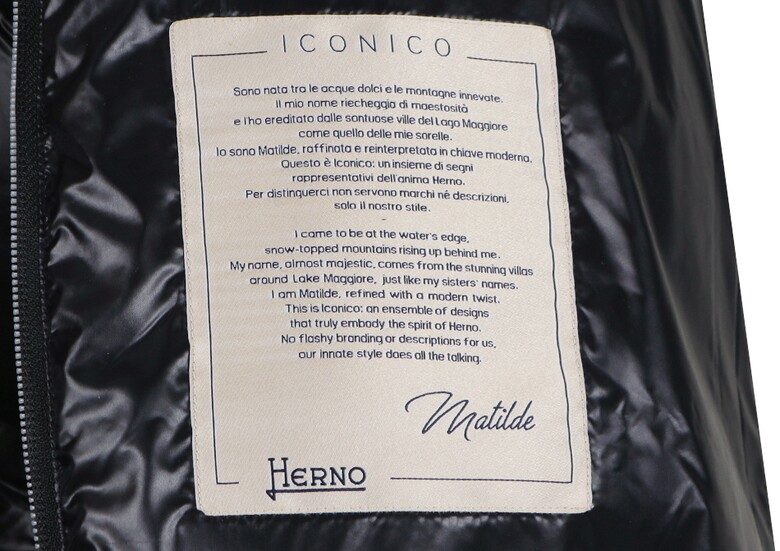 ICONICO
Sono nata tra le acque dolci e le montagne innevate.
Il mio nome riecheggia di maestosità
e l'ho ereditato dalle sontuose ville del Lago Maggiore
come quello delle mie sorelle.
Io sono Matilde, raffinata e reinterpretata in chiave moderna.
Questo è Iconico: un insieme di segni
rappresentativi dell'anima Herno.
Per distinguerci non servono marchi nè descrizioni,
solo il nostro stile.
-
I came to be at the water's edge,
snow-topped mountains rising up behind me.
My name, almost majestic, comes from the stunning villas
around Lake Maggiore, just like my sisters' names.
I am Matilde, refined with a modern twist.
This is Iconico: an ensemble of designs
that truly embody the spirit of Herno.
No flashy branding or descriptions for us,
our innate style does all the talking.
Matilde
HERNO